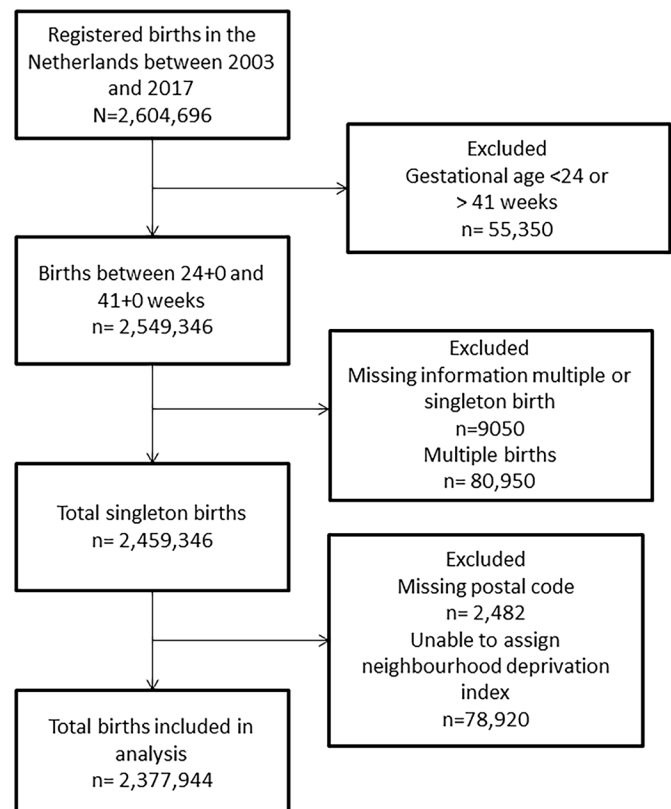 Registered births in the
Netherlands between 2003
and 2017
N=2,604,696
Excluded
Gestational age <24 or
> 41 weeks
n= 55,350
Births between 24+0 and
41+0 weeks
n= 2,549,346
Excluded
Missing information multiple or
singleton birth
n=9050
Multiple births
n= 80,950
Total singleton births
n= 2,459,346
Excluded
Missing postal code
n= 2,482
Unable to assign
neighbourhood deprivation
index
n=78,920
Total births included in
analysis
n= 2,377,944